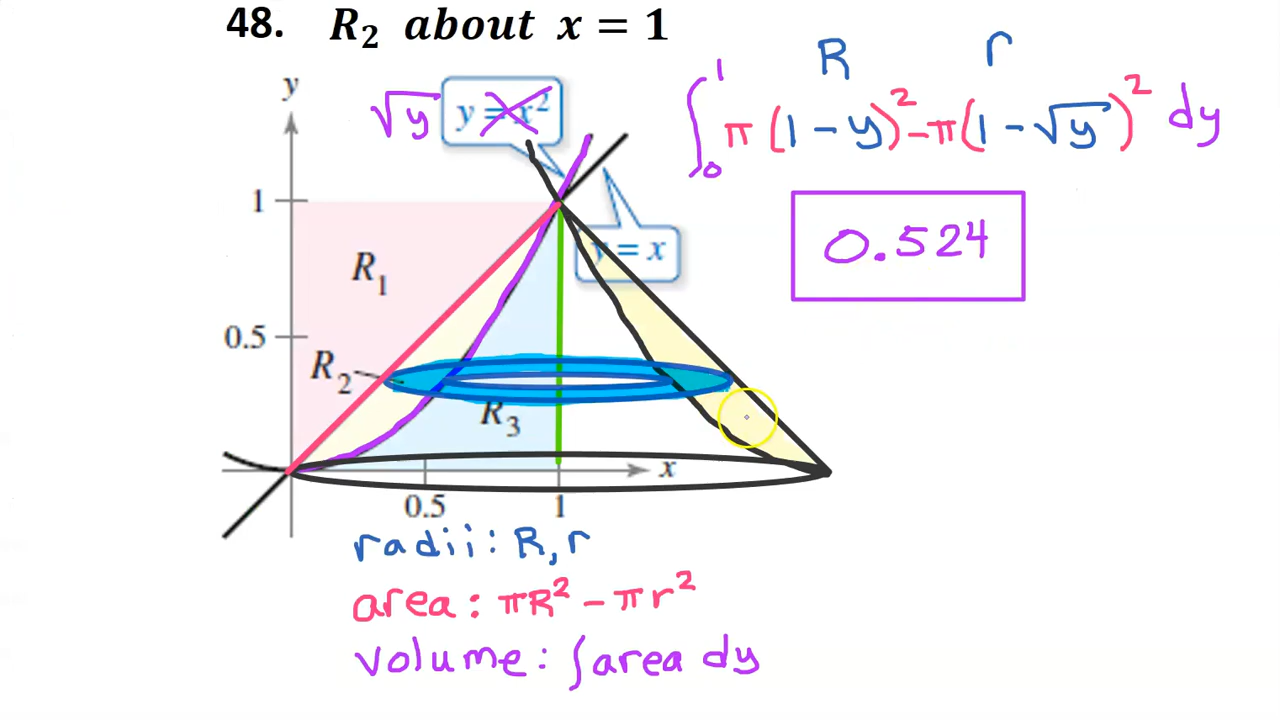 48. R₂ about x = 1
R r
y
√y y = x²
∫₀¹ π(1 − y)² − π(1 − √y)² dy
1
y = x
0.524
R₁
0.5
R₂
R₃
x
0.5 1
radii: R, r
area: πR² − πr²
volume: ∫ area dy